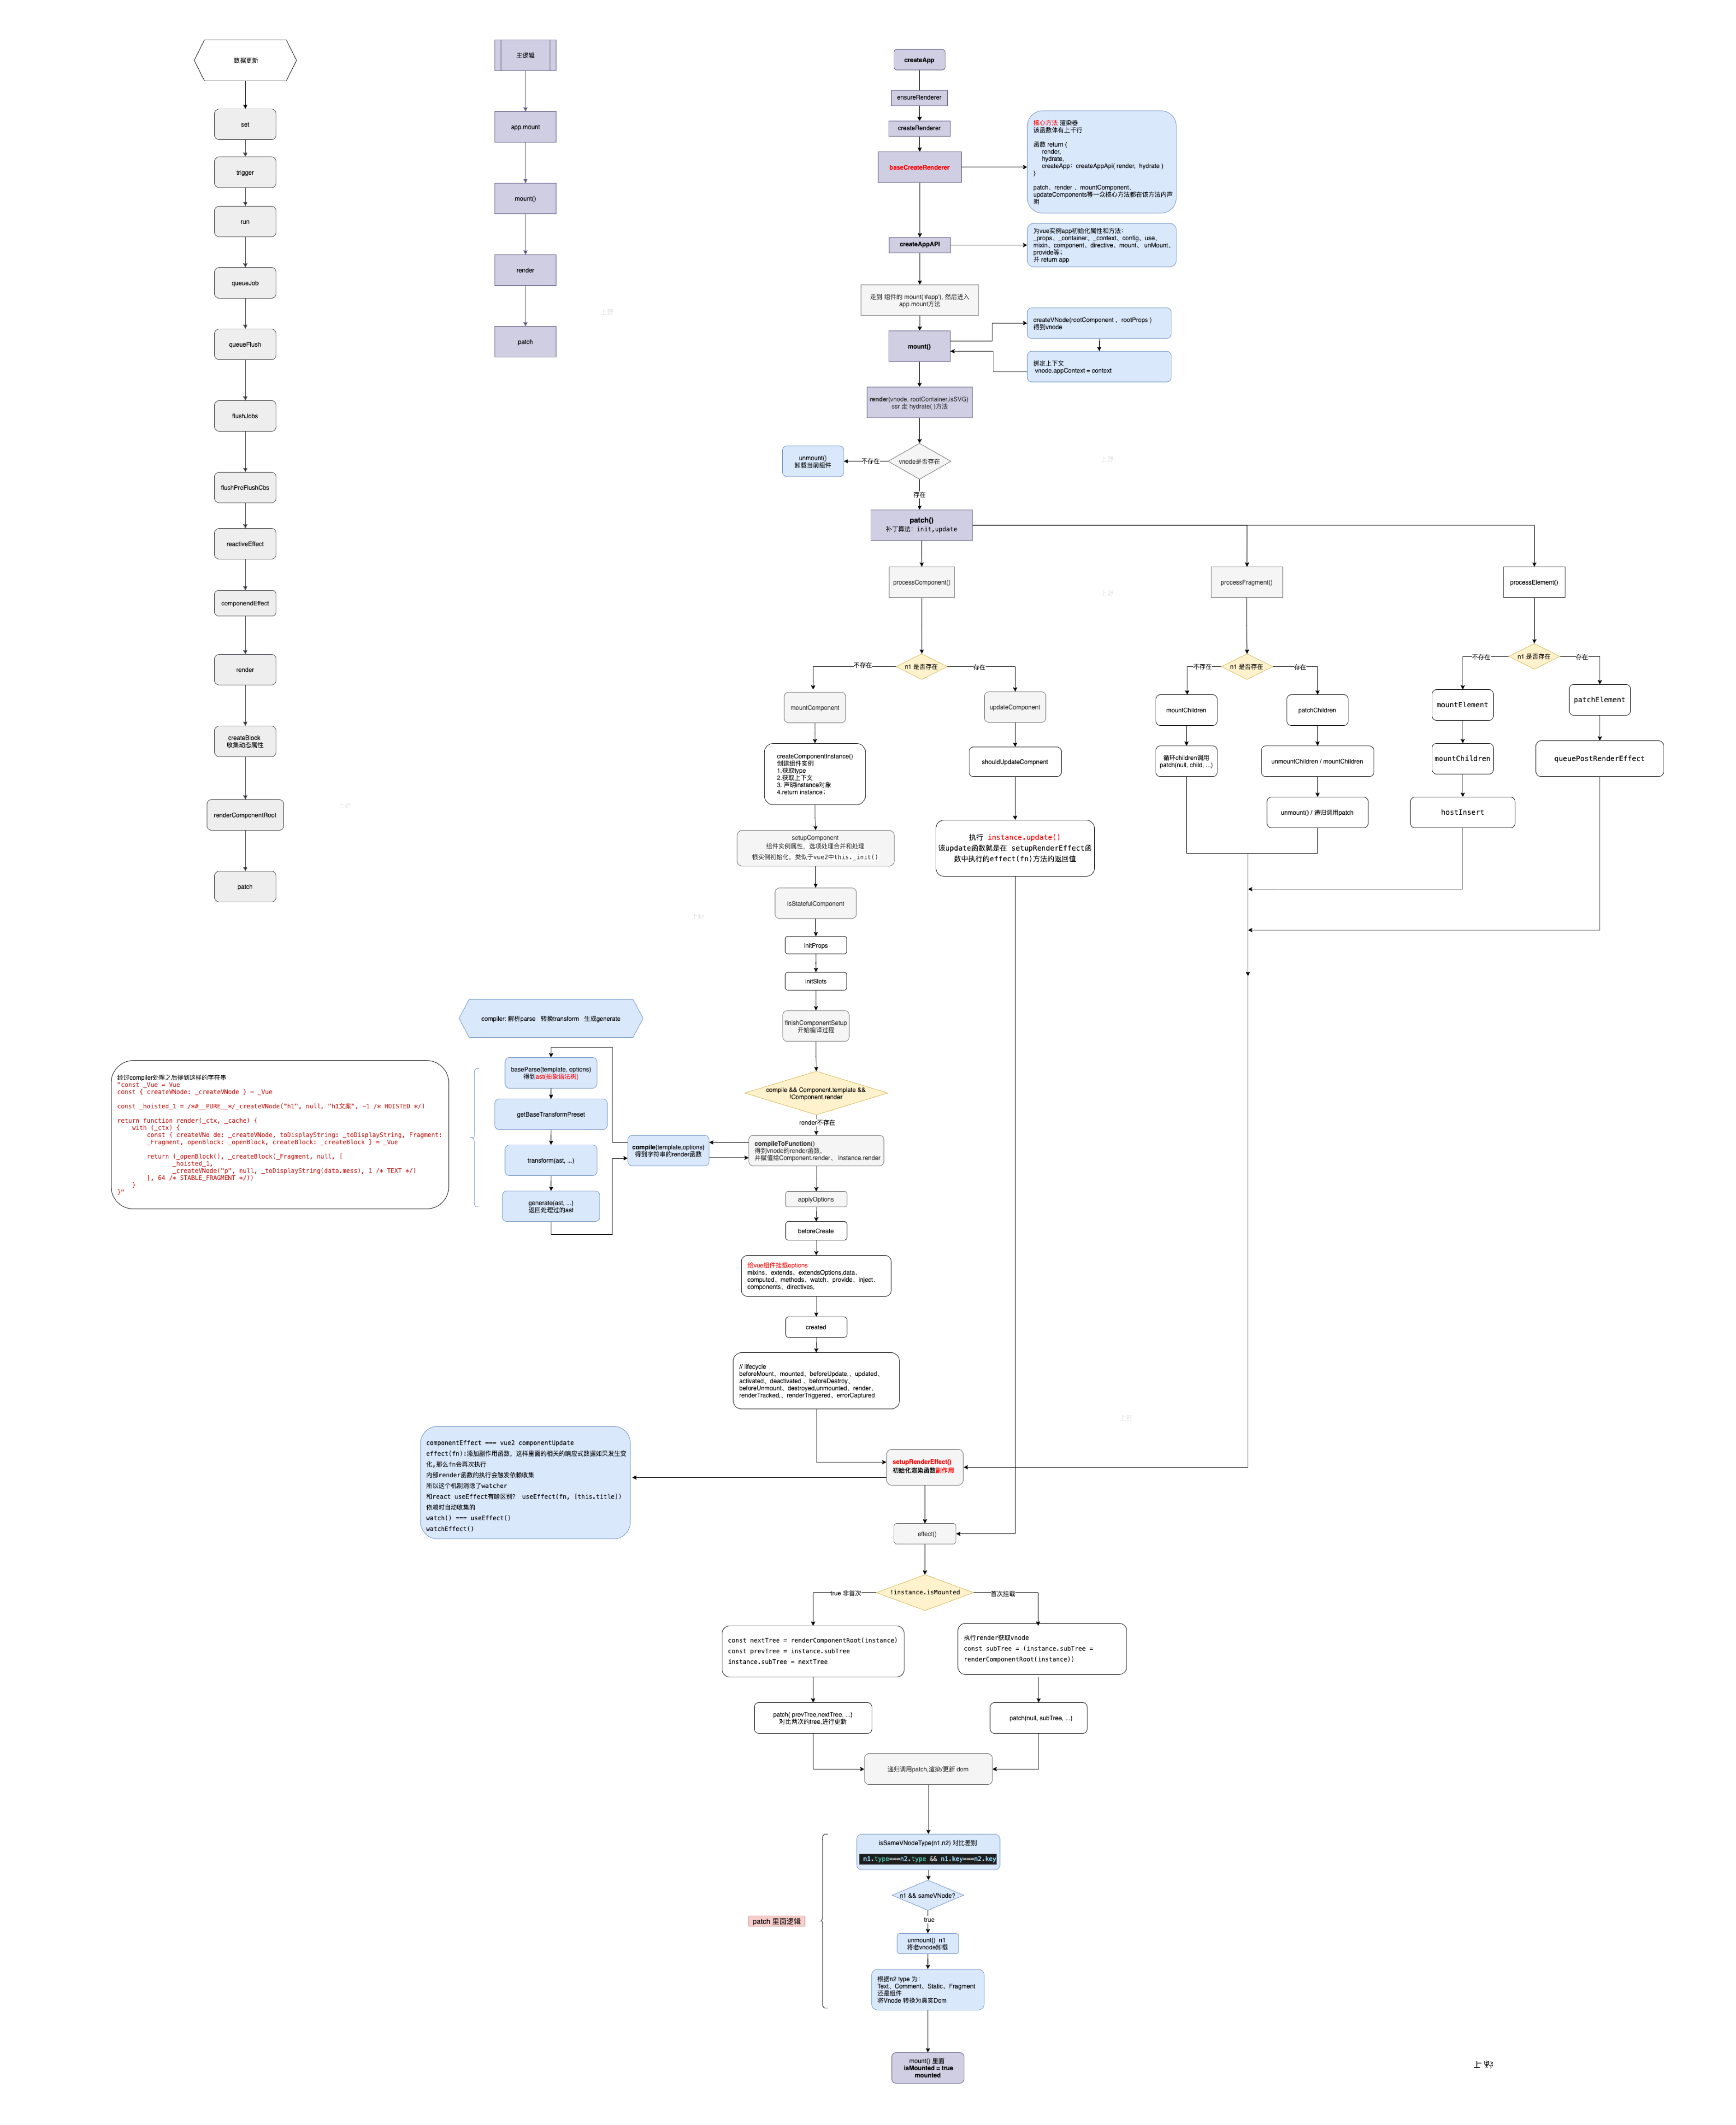 数据更新
set
trigger
run
queueJob
queueFlush
flushJobs
flushPreFlushCbs
reactiveEffect
componendEffect
render
createBlock
收集动态属性
renderComponentRoot
patch
主逻辑
app.mount
mount()
render
patch
createApp
ensureRenderer
createRenderer
baseCreateRenderer
核心方法 渲染器
该函数体有上千行
函数 return {
render,
hydrate,
createApp：createAppApi( render, hydrate )
}
patch、render 、mountComponent、
updateComponents等一众核心方法都在该方法内声
明
createAppAPI
为vue实例app初始化属性和方法：
_props、_container、_context、config、use、
mixin、component、directive、mount、 unMount、
provide等；
并 return app
走到 组件的 mount('#app'), 然后进入
app.mount方法
mount()
createVNode(rootComponent ，rootProps )
得到vnode
绑定上下文
vnode.appContext = context
render(vnode, rootContainer,isSVG)
ssr 走 hydrate( )方法
vnode是否存在
不存在
unmount()
卸载当前组件
存在
patch()
补丁算法：init,update
processComponent()
processFragment()
processElement()
n1 是否存在
不存在
存在
n1 是否存在
不存在
存在
n1 是否存在
不存在
存在
mountComponent
updateComponent
mountChildren
patchChildren
mountElement
patchElement
createComponentInstance()
创建组件实例
1.获取type
2.获取上下文
3. 声明instance对象
4.return instance；
shouldUpdateCompnent
循环children调用
patch(null, child, ...)
unmountChildren / mountChildren
mountChildren
queuePostRenderEffect
unmount() / 递归调用patch
hostInsert
setupComponent
组件实例属性，选项处理合并和处理
根实例初始化，类似于vue2中this._init()
执行 instance.update()
该update函数就是在 setupRenderEffect函
数中执行的effect(fn)方法的返回值
isStatefulComponent
initProps
initSlots
finishComponentSetup
开始编译过程
compile && Component.template &&
!Component.render
render不存在
compileToFunction()
得到vnode的render函数，
并赋值给Component.render、 instance.render
compile(template,options)
得到字符串的render函数
compiler: 解析parse 转换transform 生成generate
baseParse(template, options)
得到ast(抽象语法树)
getBaseTransformPreset
transform(ast, ...)
generate(ast, ...)
返回处理过的ast
经过compiler处理之后得到这样的字符串
"const _Vue = Vue
const { createVNode: _createVNode } = _Vue
const _hoisted_1 = /*#__PURE__*/_createVNode("h1", null, "h1文案", -1 /* HOISTED */)
return function render(_ctx, _cache) {
with (_ctx) {
const { createVNo de: _createVNode, toDisplayString: _toDisplayString, Fragment:
_Fragment, openBlock: _openBlock, createBlock: _createBlock } = _Vue
return (_openBlock(), _createBlock(_Fragment, null, [
_hoisted_1,
_createVNode("p", null, _toDisplayString(data.mess), 1 /* TEXT */)
], 64 /* STABLE_FRAGMENT */))
}
}"
applyOptions
beforeCreate
给vue组件挂载options
mixins、extends、extendsOptions,data、
computed、methods、watch、provide、inject、
components、directives,
created
// lifecycle
beforeMount、mounted、beforeUpdate,、updated、
activated、deactivated 、beforeDestroy、
beforeUnmount、destroyed,unmounted、render、
renderTracked,、renderTriggered、errorCaptured
setupRenderEffect()
初始化渲染函数副作用
componentEffect === vue2 componentUpdate
effect(fn):添加副作用函数，这样里面的相关的响应式数据如果发生变
化,那么fn会再次执行
内部render函数的执行会触发依赖收集
所以这个机制消除了watcher
和react useEffect有啥区别？ useEffect(fn, [this.title])
依赖时自动收集的
watch() === useEffect()
watchEffect()
effect()
!instance.isMounted
true 非首次
首次挂载
const nextTree = renderComponentRoot(instance)
const prevTree = instance.subTree
instance.subTree = nextTree
执行render获取vnode
const subTree = (instance.subTree =
renderComponentRoot(instance))
patch( prevTree,nextTree, ...)
对比两次的tree,进行更新
patch(null, subTree, ...)
递归调用patch,渲染/更新 dom
isSameVNodeType(n1,n2) 对比差别
n1.type===n2.type && n1.key===n2.key
n1 && sameVNode?
true
patch 里面逻辑
unmount() n1
将老vnode卸载
根据n2 type 为：
Text、Comment、Static、Fragment
还是组件
将Vnode 转换为真实Dom
mount() 里面
isMounted = true
mounted
上野
上野
上野
上野
上野
上野
上野